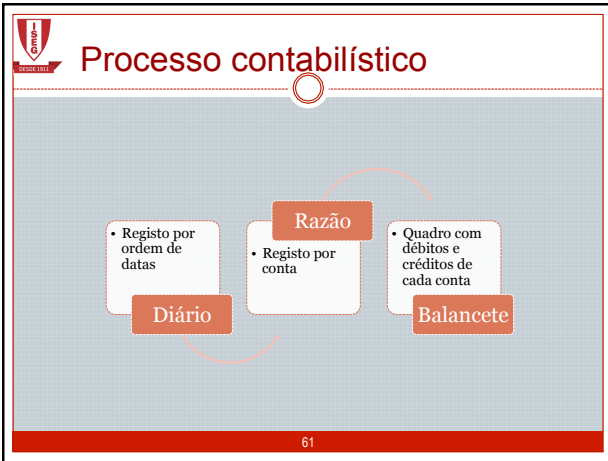 ISEG
DESDE 1911
Processo contabilístico
• Registo por
ordem de
datas
Diário
Razão
• Registo por
conta
• Quadro com
débitos e
créditos de
cada conta
Balancete
61